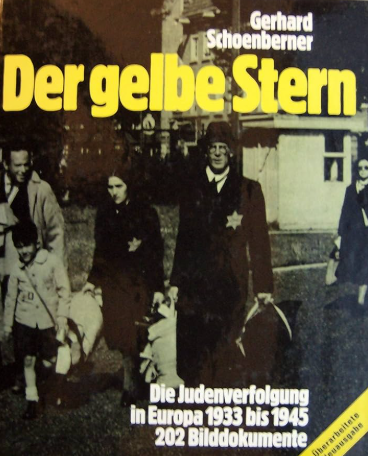 Gerhard
Schoenberner
Der gelbe Stern
Die Judenverfolgung
in Europa 1933 bis 1945
202 Bilddokumente
Überarbeitete